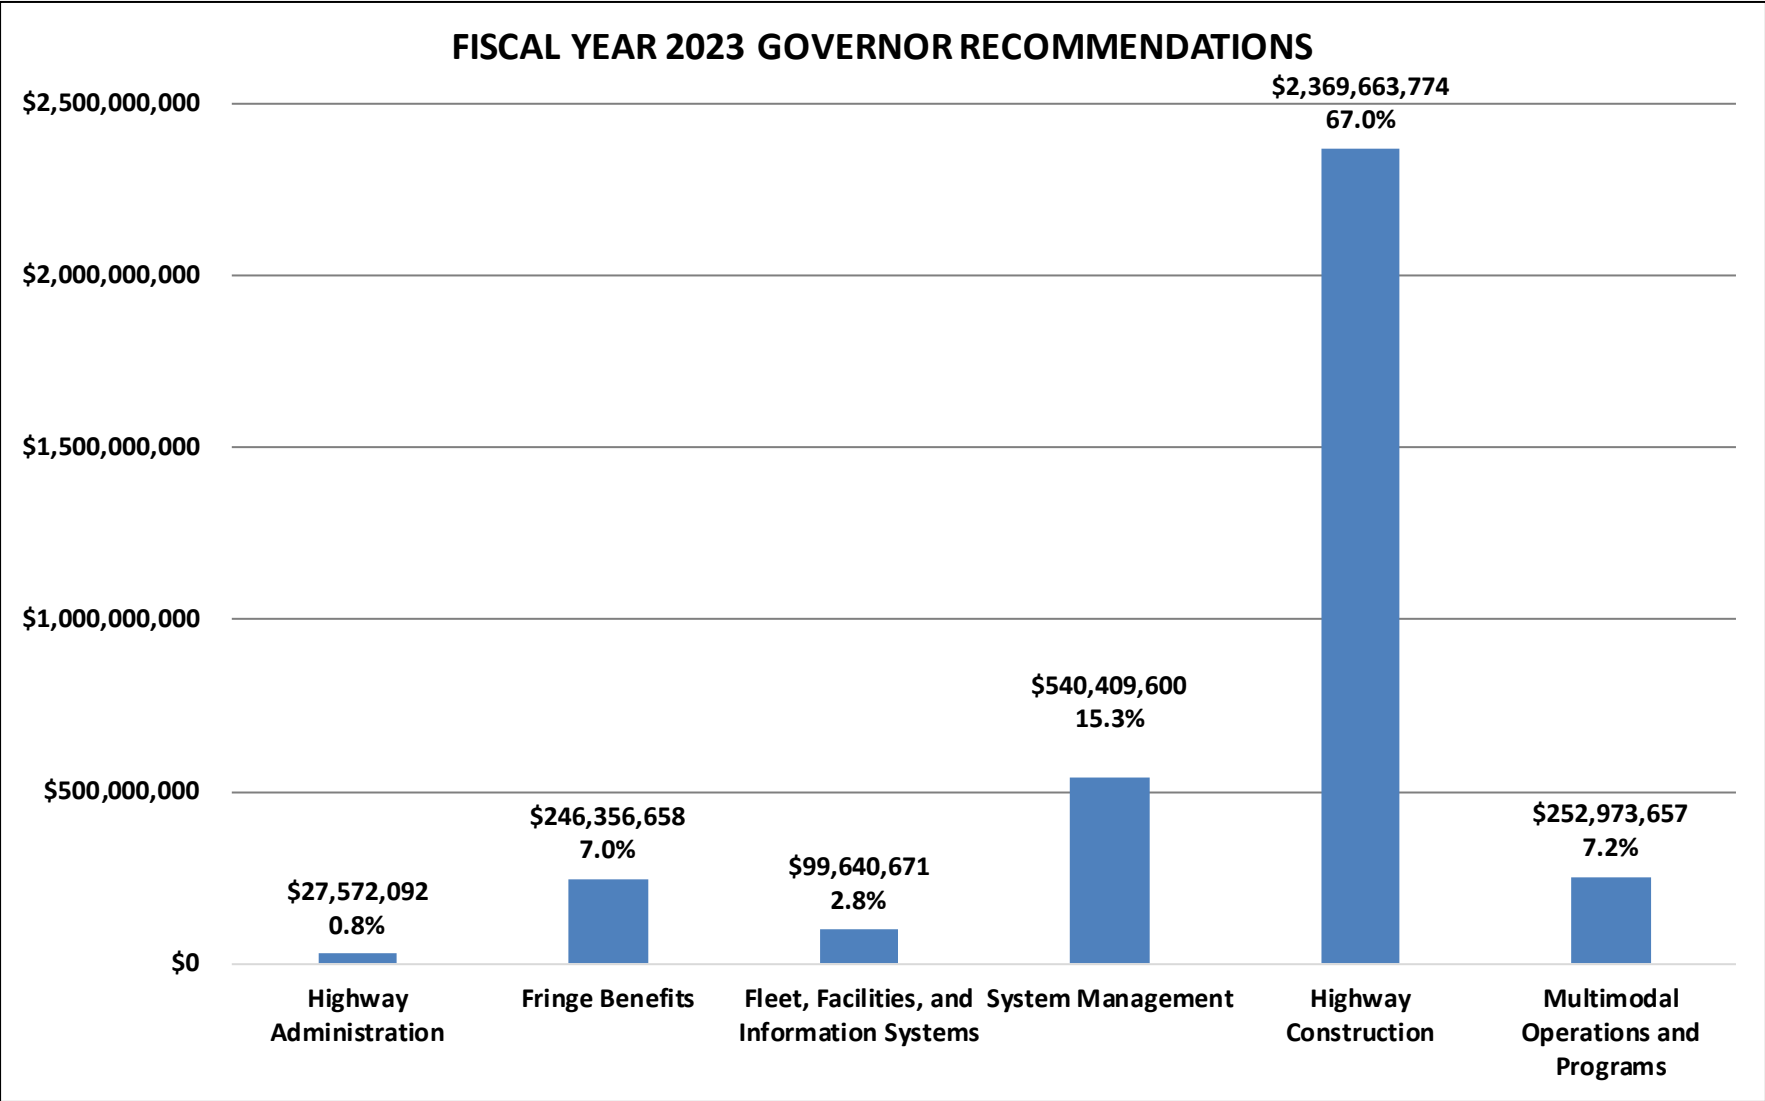 FISCAL YEAR 2023 GOVERNOR RECOMMENDATIONS
$2,500,000,000
$2,000,000,000
$1,500,000,000
$1,000,000,000
$500,000,000
$0
$27,572,092
0.8%
$246,356,658
7.0%
$99,640,671
2.8%
$540,409,600
15.3%
$2,369,663,774
67.0%
$252,973,657
7.2%
Highway
Administration
Fringe Benefits
Fleet, Facilities, and
Information Systems
System Management
Highway
Construction
Multimodal
Operations and
Programs